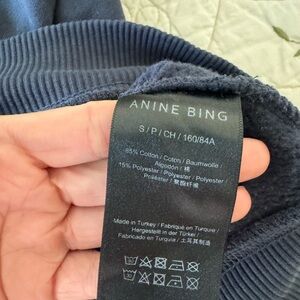 ANINE BING
S / P / CH / 160/84A
85% Cotton / Coton / Baumwolle /
Algodón / 棉
15% Polyester / Polyester /
Poliéster / 聚酯纤维
Made in Turkey / Fabriqué en Turquie /
Hergestellt in der Türkei /
Fabricado en Turquía / 土耳其制造